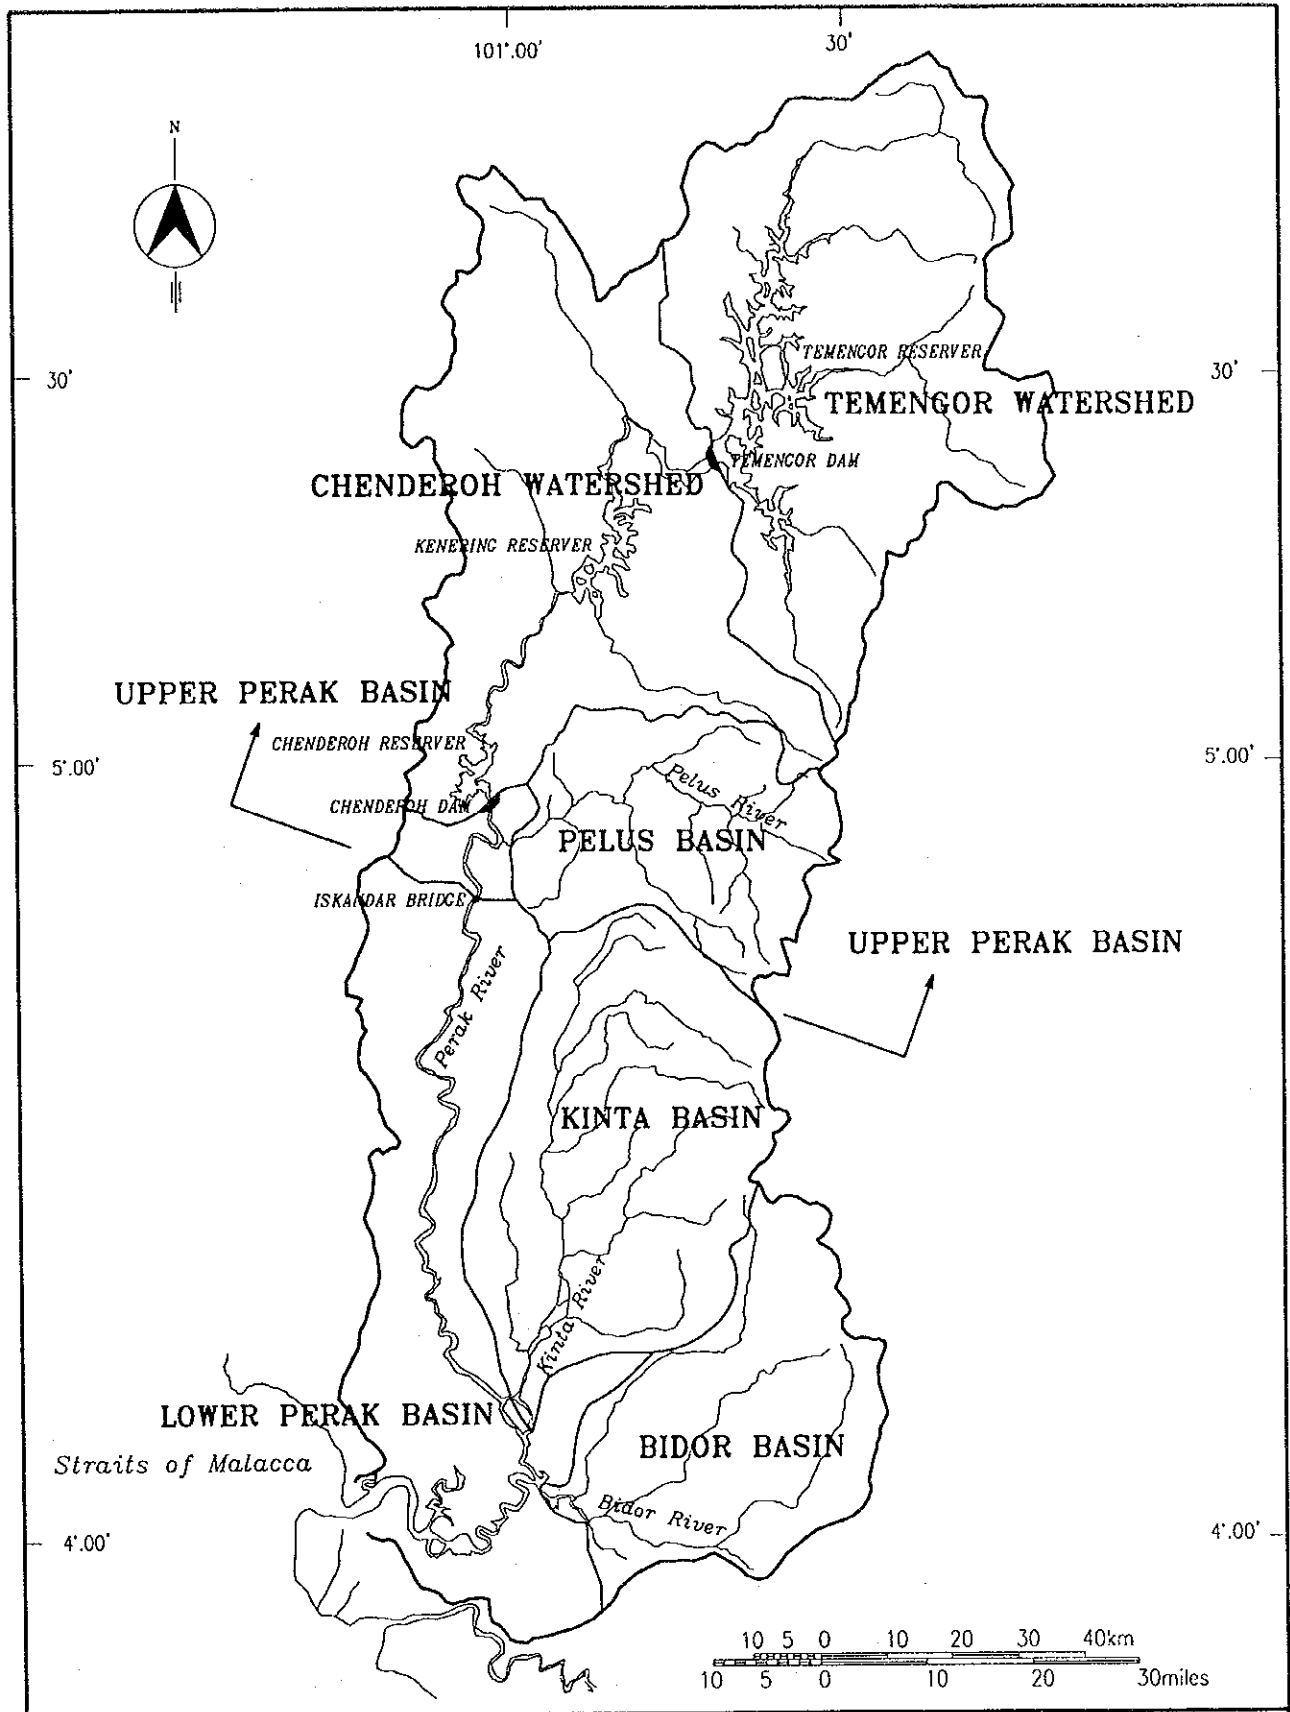 101°.00'
30'
N
TEMENGOR RESERVER
30'
30'
TEMENGOR WATERSHED
TEMENGOR DAM
CHENDEROH WATERSHED
KENERING RESERVER
UPPER PERAK BASIN
CHENDEROH RESERVER
5°.00'
5°.00'
Pelus River
CHENDEROH DAM
PELUS BASIN
ISKANDAR BRIDGE
UPPER PERAK BASIN
Perak River
KINTA BASIN
Kinta River
LOWER PERAK BASIN
BIDOR BASIN
Straits of Malacca
Bidor River
4°.00'
4°.00'
10 5 0 10 20 30 40km
10 5 0 10 20 30miles